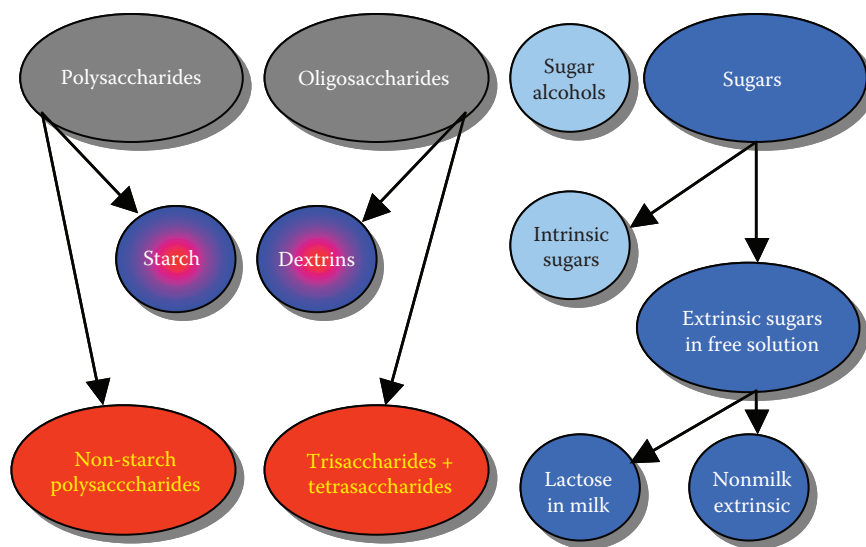 Polysaccharides
Oligosaccharides
Sugar
alcohols
Sugars
Starch
Dextrins
Intrinsic
sugars
Extrinsic sugars
in free solution
Non-starch
polysacccharides
Trisaccharides +
tetrasaccharides
Lactose
in milk
Nonmilk
extrinsic